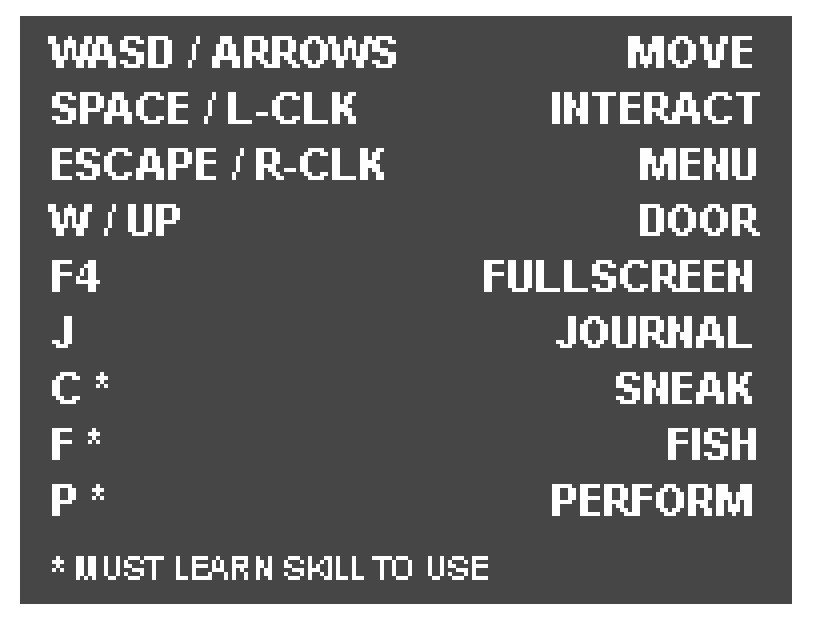 WASD / ARROWS MOVE
SPACE / L-CLK INTERACT
ESCAPE / R-CLK MENU
W / UP DOOR
F4 FULLSCREEN
J JOURNAL
C * SNEAK
F * FISH
P * PERFORM
* MUST LEARN SKILL TO USE